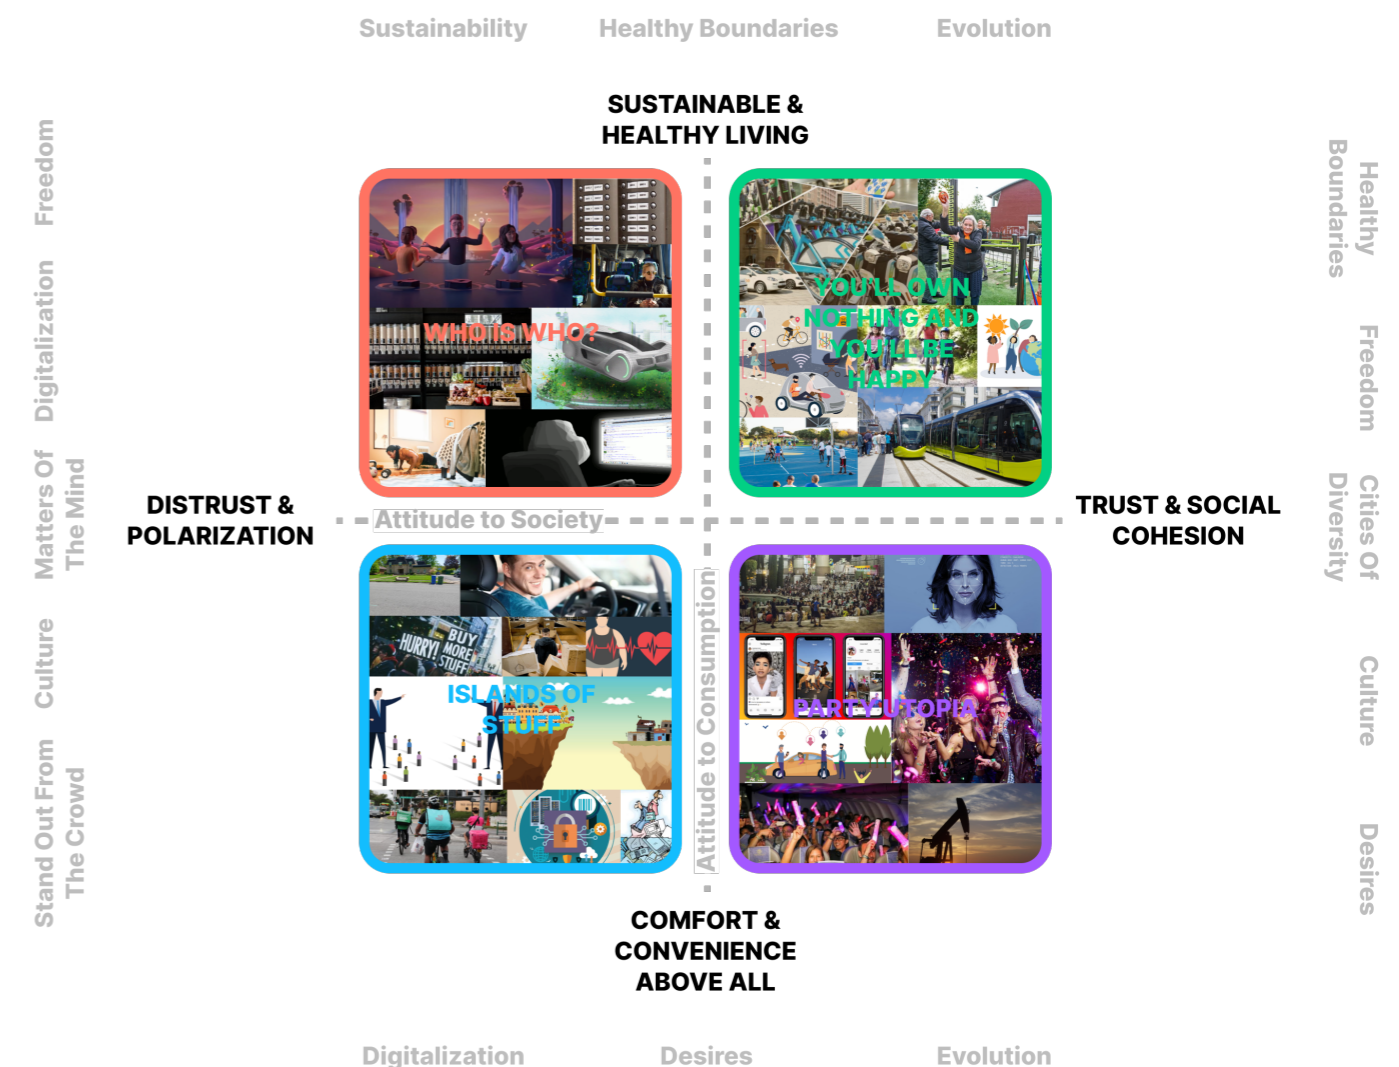 Sustainability
Healthy Boundaries
Evolution
SUSTAINABLE &
HEALTHY LIVING
Freedom
Digitalization
Matters Of
The Mind
Culture
Stand Out From
The Crowd
DISTRUST &
POLARIZATION
WHO IS WHO?
YOU'LL OWN
NOTHING AND
YOU'LL BE
HAPPY
Attitude to Society
Attitude to Consumption
HURRY!
BUY
MORE
STUFF
ISLANDS OF
STUFF
PARTY UTOPIA
TRUST & SOCIAL
COHESION
Healthy
Boundaries
Freedom
Cities Of
Diversity
Culture
Desires
COMFORT &
CONVENIENCE
ABOVE ALL
Digitalization
Desires
Evolution